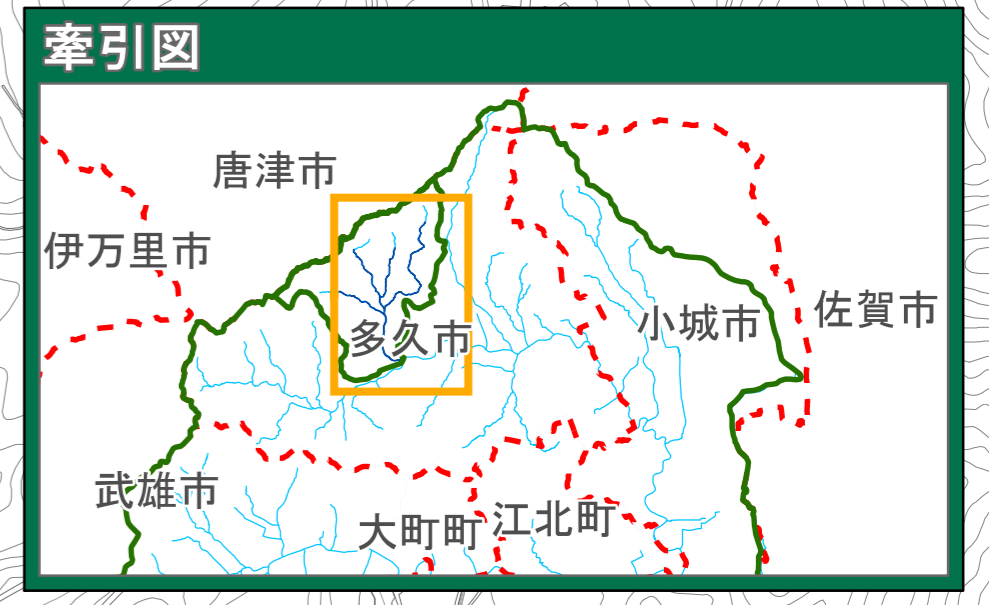 牽引図
唐津市
伊万里市
佐賀市
小城市
多久市
武雄市
江北町
大町町